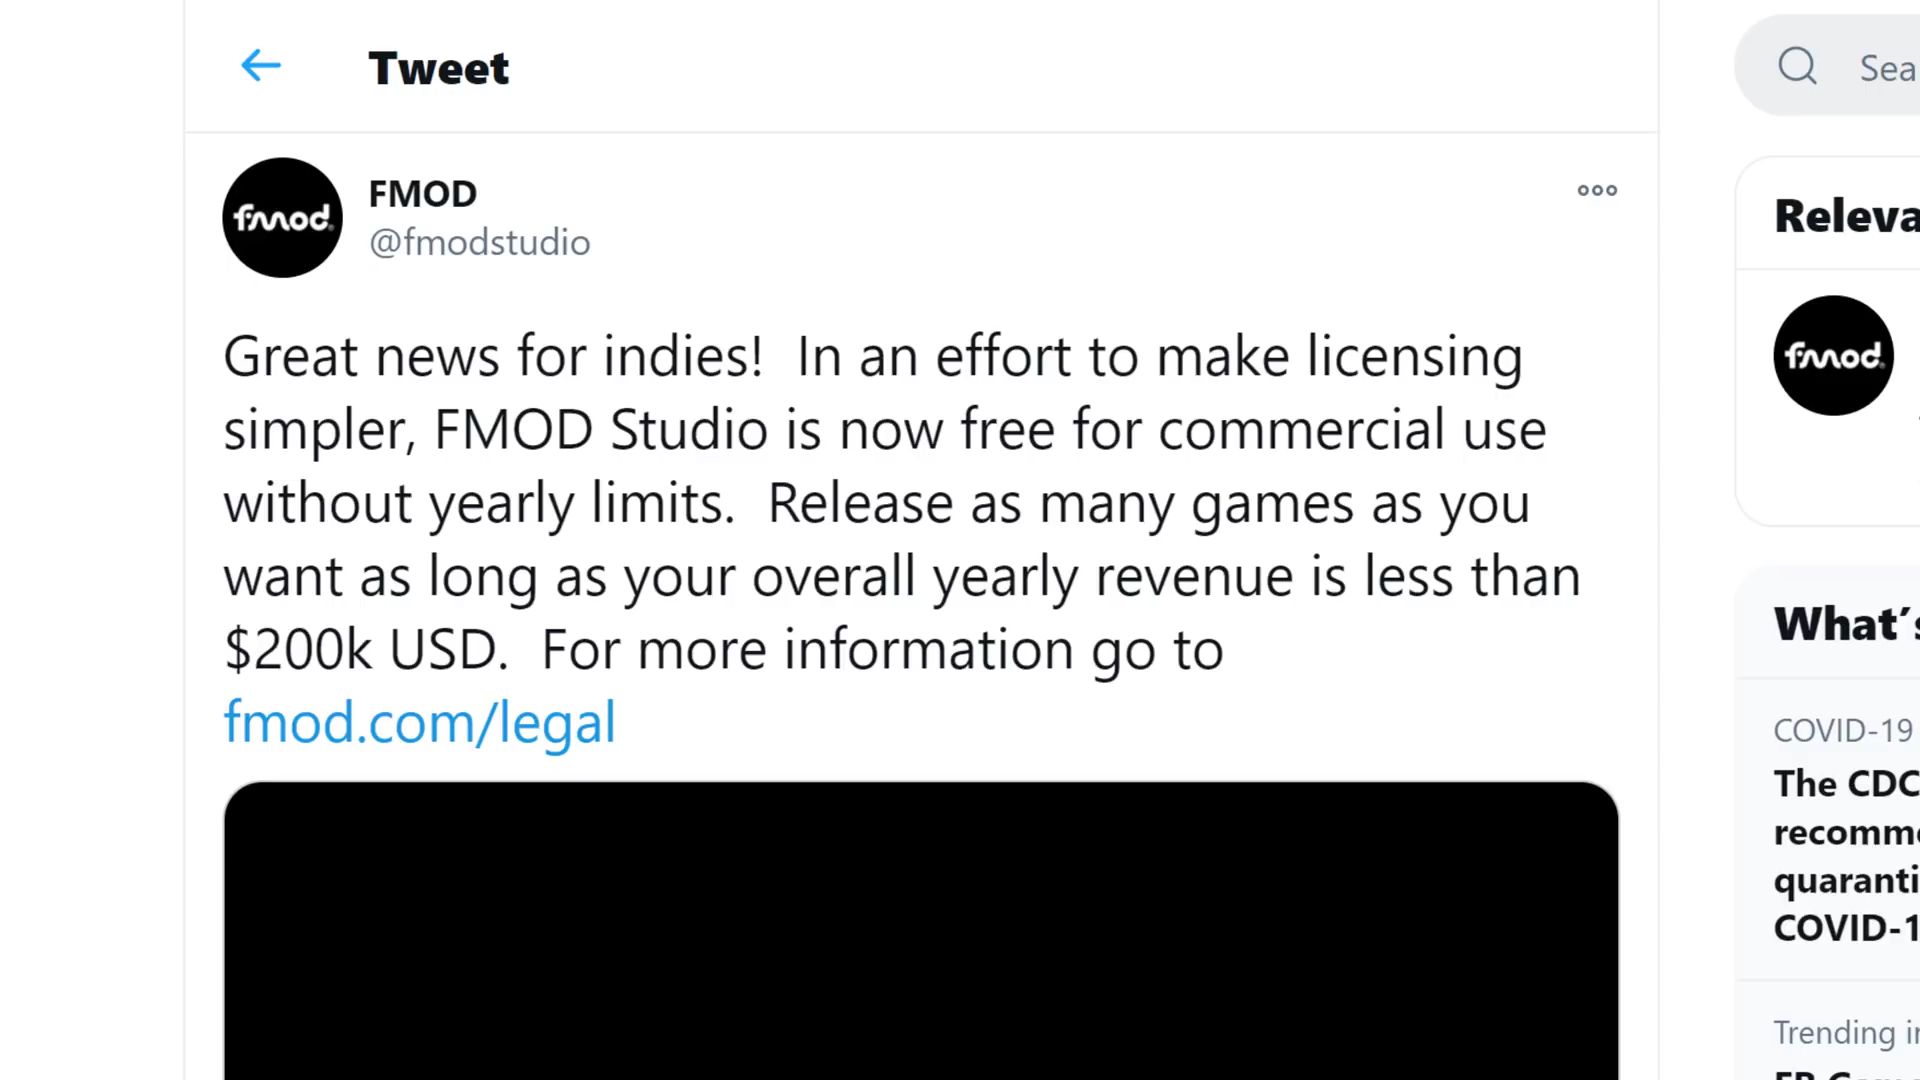 Tweet
Sea
fmod.
FMOD
@fmodstudio
Great news for indies!  In an effort to make licensing
simpler, FMOD Studio is now free for commercial use
without yearly limits.  Release as many games as you
want as long as your overall yearly revenue is less than
$200k USD.  For more information go to
fmod.com/legal
Releva
fmod.
What's
COVID-19
The CDC
recomme
quaranti
COVID-1
Trending in